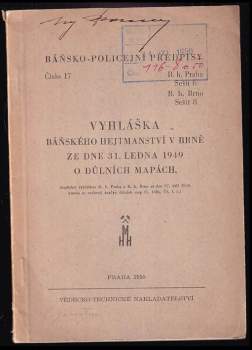 BÁŇSKO-POLICEJNÍ PŘEDPISY
Číslo 17
B. h. Praha
Sešit 6
B. h. Brno
Sešit 8
VYHLÁŠKA
BÁŇSKÉHO HEJTMANSTVÍ V BRNĚ
ZE DNE 31. LEDNA 1949
O DŮLNÍCH MAPÁCH.
PRAHA 1950
VĚDECKO-TECHNICKÉ NAKLADATELSTVÍ